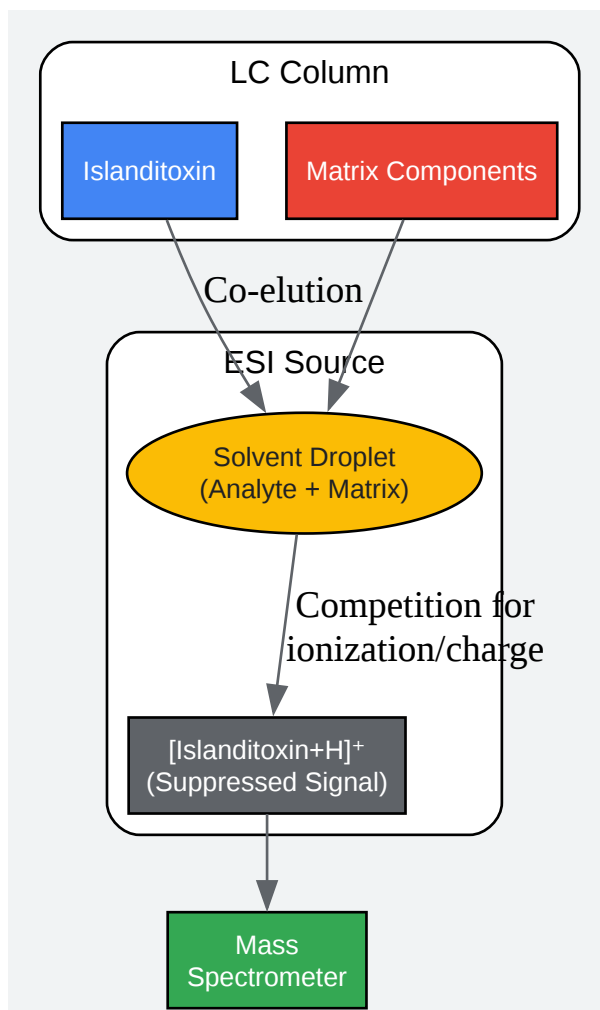 LC Column
Islanditoxin
Matrix Components
Co-elution
ESI Source
Solvent Droplet
(Analyte + Matrix)
Competition for
ionization/charge
[Islanditoxin+H]⁺
(Suppressed Signal)
Mass
Spectrometer